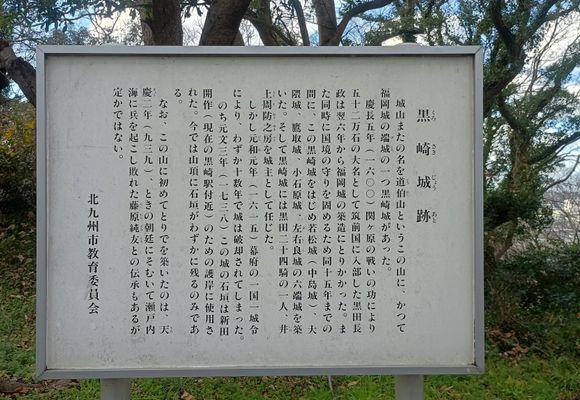 黒崎城跡
くろさきじょうあと
城山またの名を道伯山というこの山に、かつて
福岡城の端城の一つ黒崎城があった。
慶長五年（一六〇〇）関ヶ原の戦いの功により
五十二万石の大名として筑前国に入部した黒田長
政は翌六年から福岡城の築造にとりかかった。ま
た同時に国境の守りを固めるため同十五年までの
間に、この黒崎城をはじめ若松城（中島城）、大
隈城、鷹取城、小石原城、左右良城の六端城を築
いた。そして黒崎城には黒田二十四騎の一人、井
上周防之房を城主として任じた。
しかし元和元年（一六一五）幕府の一国一城令
により、わずか十数年で城は破却されてしまった。
のち元文三年（一七三八）この城の石垣は新田
開作（現在の黒崎駅付近）のための護岸に使用さ
れた。今では山頂に石垣がわずかに残るのみであ
る。
なお、この山に初めてとりでを築いたのは、天
慶二年（九三九）、ときの朝廷にそむいて瀬戸内
海に兵を起こし敗れた藤原純友との伝承もあるが
定かではない。
北九州市教育委員会